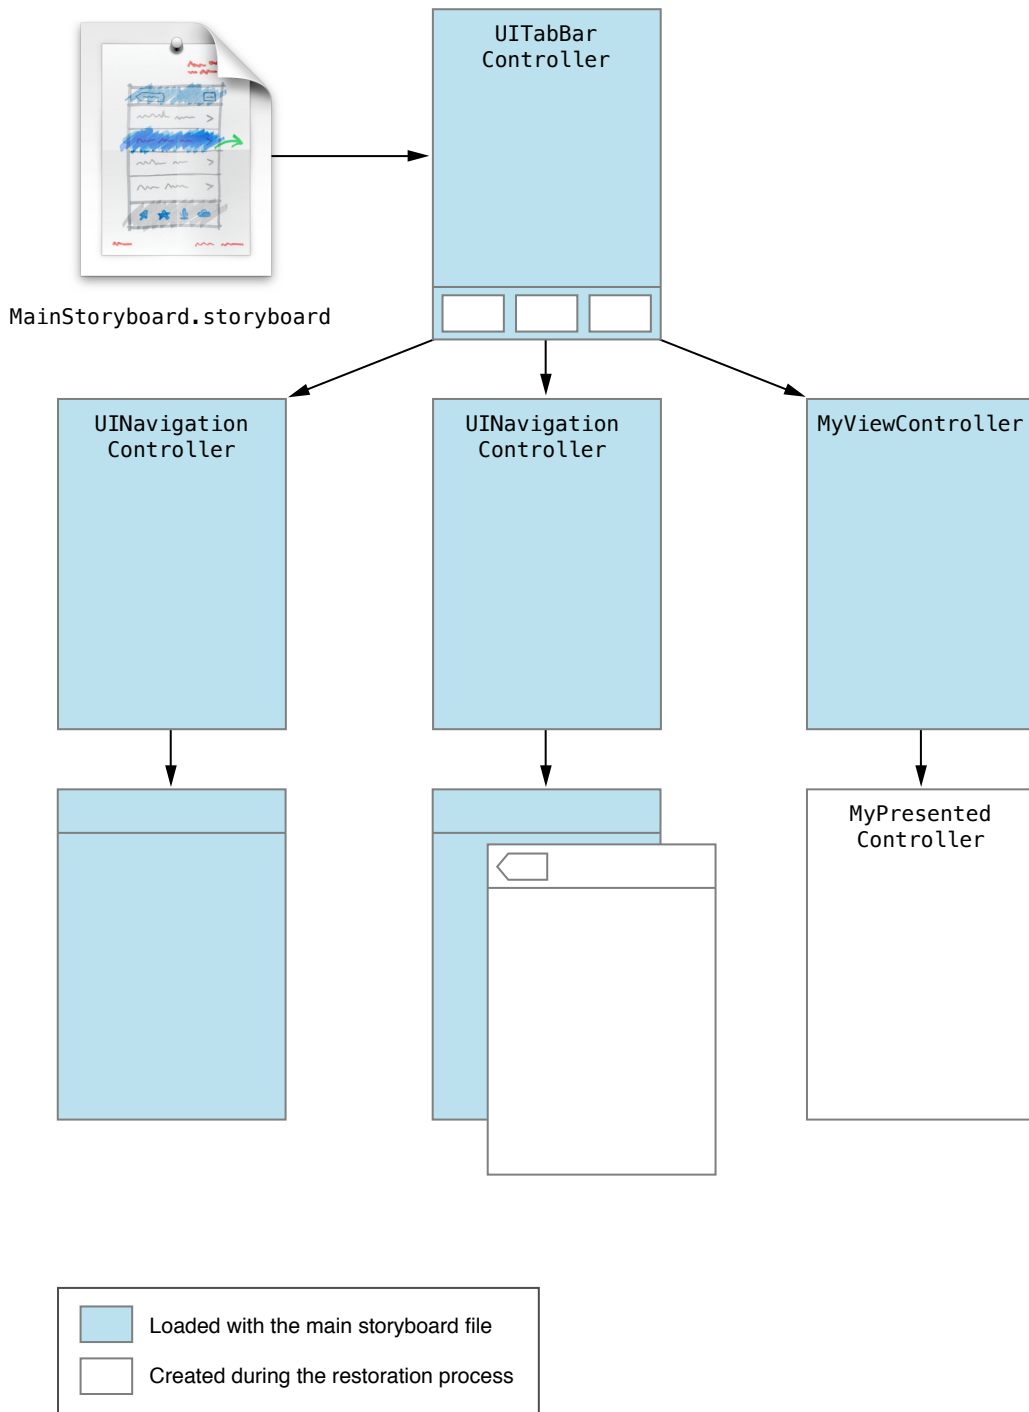 UITabBar
Controller
MainStoryboard.storyboard
UINavigation
Controller
UINavigation
Controller
MyViewController
MyPresented
Controller
Loaded with the main storyboard file
Created during the restoration process